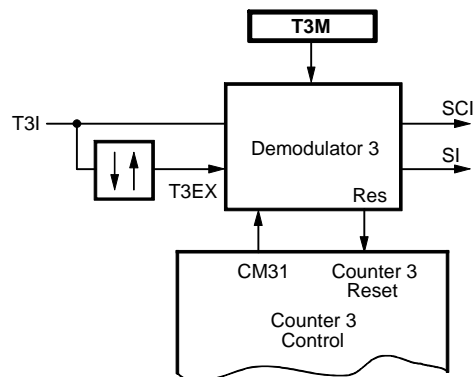 T3M
SCI
T3I
Demodulator 3
SI
T3EX
Res
CM31
Counter 3
Reset
Counter 3
Control